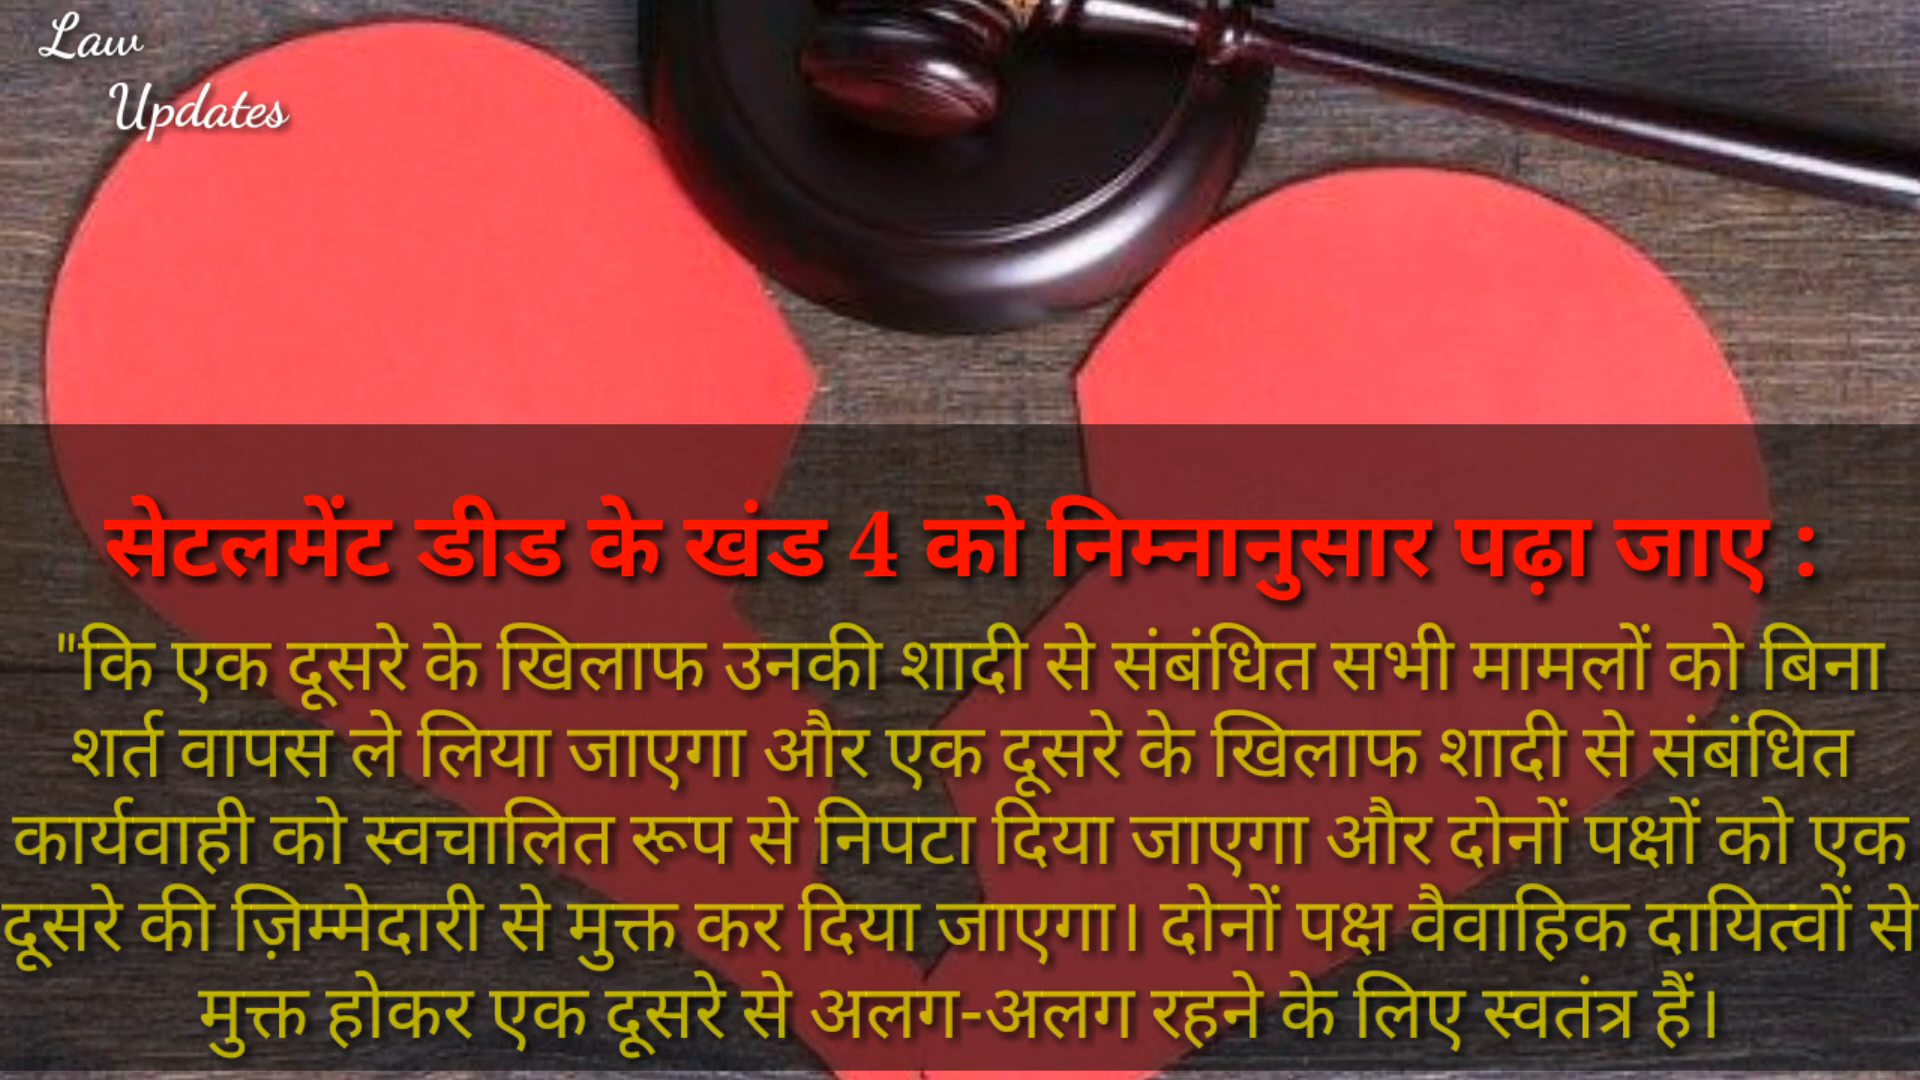 Law
Updates
सेटलमेंट डीड के खंड 4 को निम्नानुसार पढ़ा जाए :
"कि एक दूसरे के खिलाफ उनकी शादी से संबंधित सभी मामलों को बिना
शर्त वापस ले लिया जाएगा और एक दूसरे के खिलाफ शादी से संबंधित
कार्यवाही को स्वचालित रूप से निपटा दिया जाएगा और दोनों पक्षों को एक
दूसरे की ज़िम्मेदारी से मुक्त कर दिया जाएगा। दोनों पक्ष वैवाहिक दायित्वों से
मुक्त होकर एक दूसरे से अलग-अलग रहने के लिए स्वतंत्र हैं।